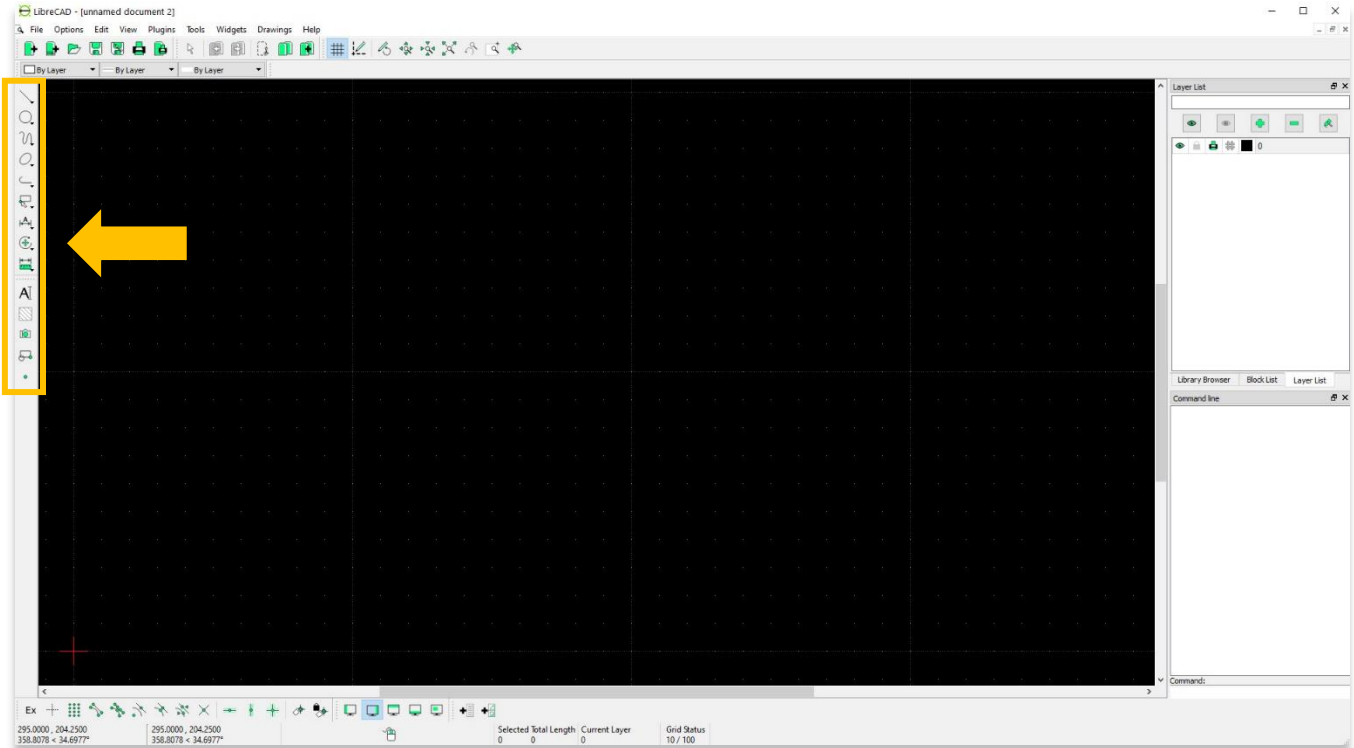 LibreCAD - [unnamed document 2]
File Options Edit View Plugins Tools Widgets Drawings Help
By Layer By Layer By Layer
Layer List
0
A
Library Browser Block List Layer List
Command line
Command:
Ex
295.0000 , 204.2500 295.0000 , 204.2500 Selected Total Length Current Layer Grid Status
358.8078 < 34.6977° 358.8078 < 34.6977° 0 0 0 10 / 100